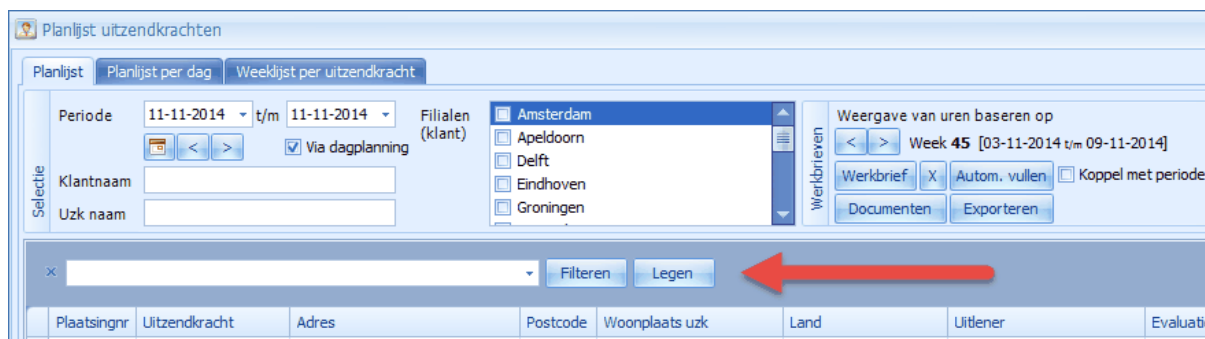 Planlijst uitzendkrachten
Planlijst Planlijst per dag Weeklijst per uitzendkracht
Selectie
Periode 11-11-2014 t/m 11-11-2014
< > Via dagplanning
Klantnaam
Uzk naam
Filialen
(klant)
Amsterdam
Apeldoorn
Delft
Eindhoven
Groningen
Werkbrieven
Weergave van uren baseren op
< > Week 45 [03-11-2014 t/m 09-11-2014]
Werkbrief X Autom. vullen Koppel met periode
Documenten Exporteren
× Filteren Legen
Plaatsingnr Uitzendkracht Adres Postcode Woonplaats uzk Land Uitlener Evaluati